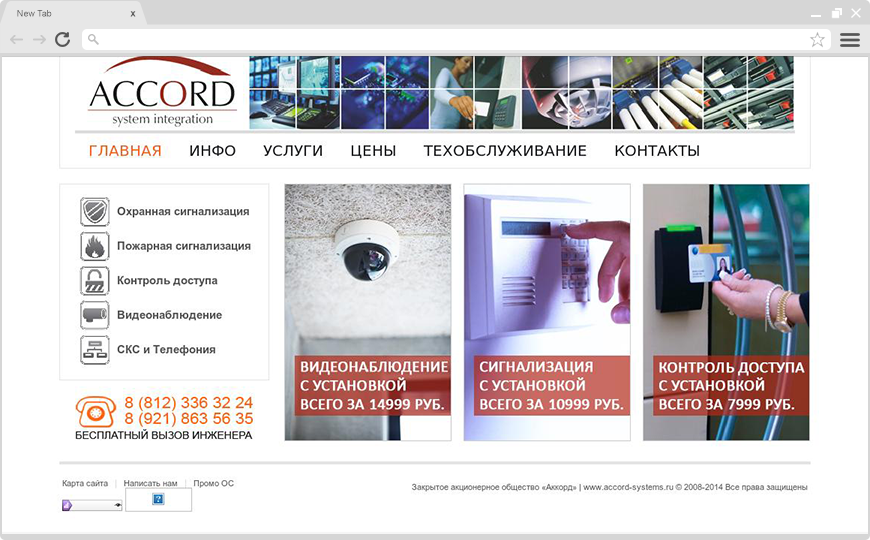 New Tab
x
ACCORD
system integration
ГЛАВНАЯ ИНФО УСЛУГИ ЦЕНЫ ТЕХОБСЛУЖИВАНИЕ КОНТАКТЫ
Охранная сигнализация
Пожарная сигнализация
Контроль доступа
Видеонаблюдение
СКС и Телефония
8 (812) 336 32 24
8 (921) 863 56 35
БЕСПЛАТНЫЙ ВЫЗОВ ИНЖЕНЕРА
ВИДЕОНАБЛЮДЕНИЕ
С УСТАНОВКОЙ
ВСЕГО ЗА 14999 РУБ.
СИГНАЛИЗАЦИЯ
С УСТАНОВКОЙ
ВСЕГО ЗА 10999 РУБ.
КОНТРОЛЬ ДОСТУПА
С УСТАНОВКОЙ
ВСЕГО ЗА 7999 РУБ.
Карта сайта | Написать нам | Промо ОС
Закрытое акционерное общество «Аккорд» | www.accord-systems.ru © 2008-2014 Все права защищены